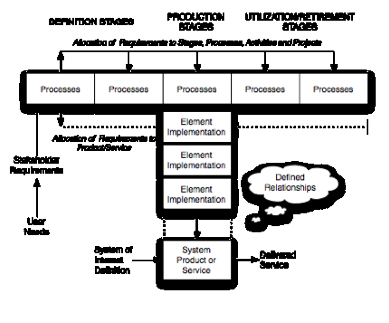 DEFINITION STAGES
PRODUCTION
STAGES
UTILIZATION/RETIREMENT
STAGES
Allocation of Requirements to Stages, Processes, Activities and Projects
Processes
Processes
Processes
Processes
Processes
Allocation of Requirements to
Product/Service
Element
Implementation
Element
Implementation
Element
Implementation
Stakeholder
Requirements
User
Needs
Defined
Relationships
System of
Interest
Definition
System
Product or
Service
Delivered
Service